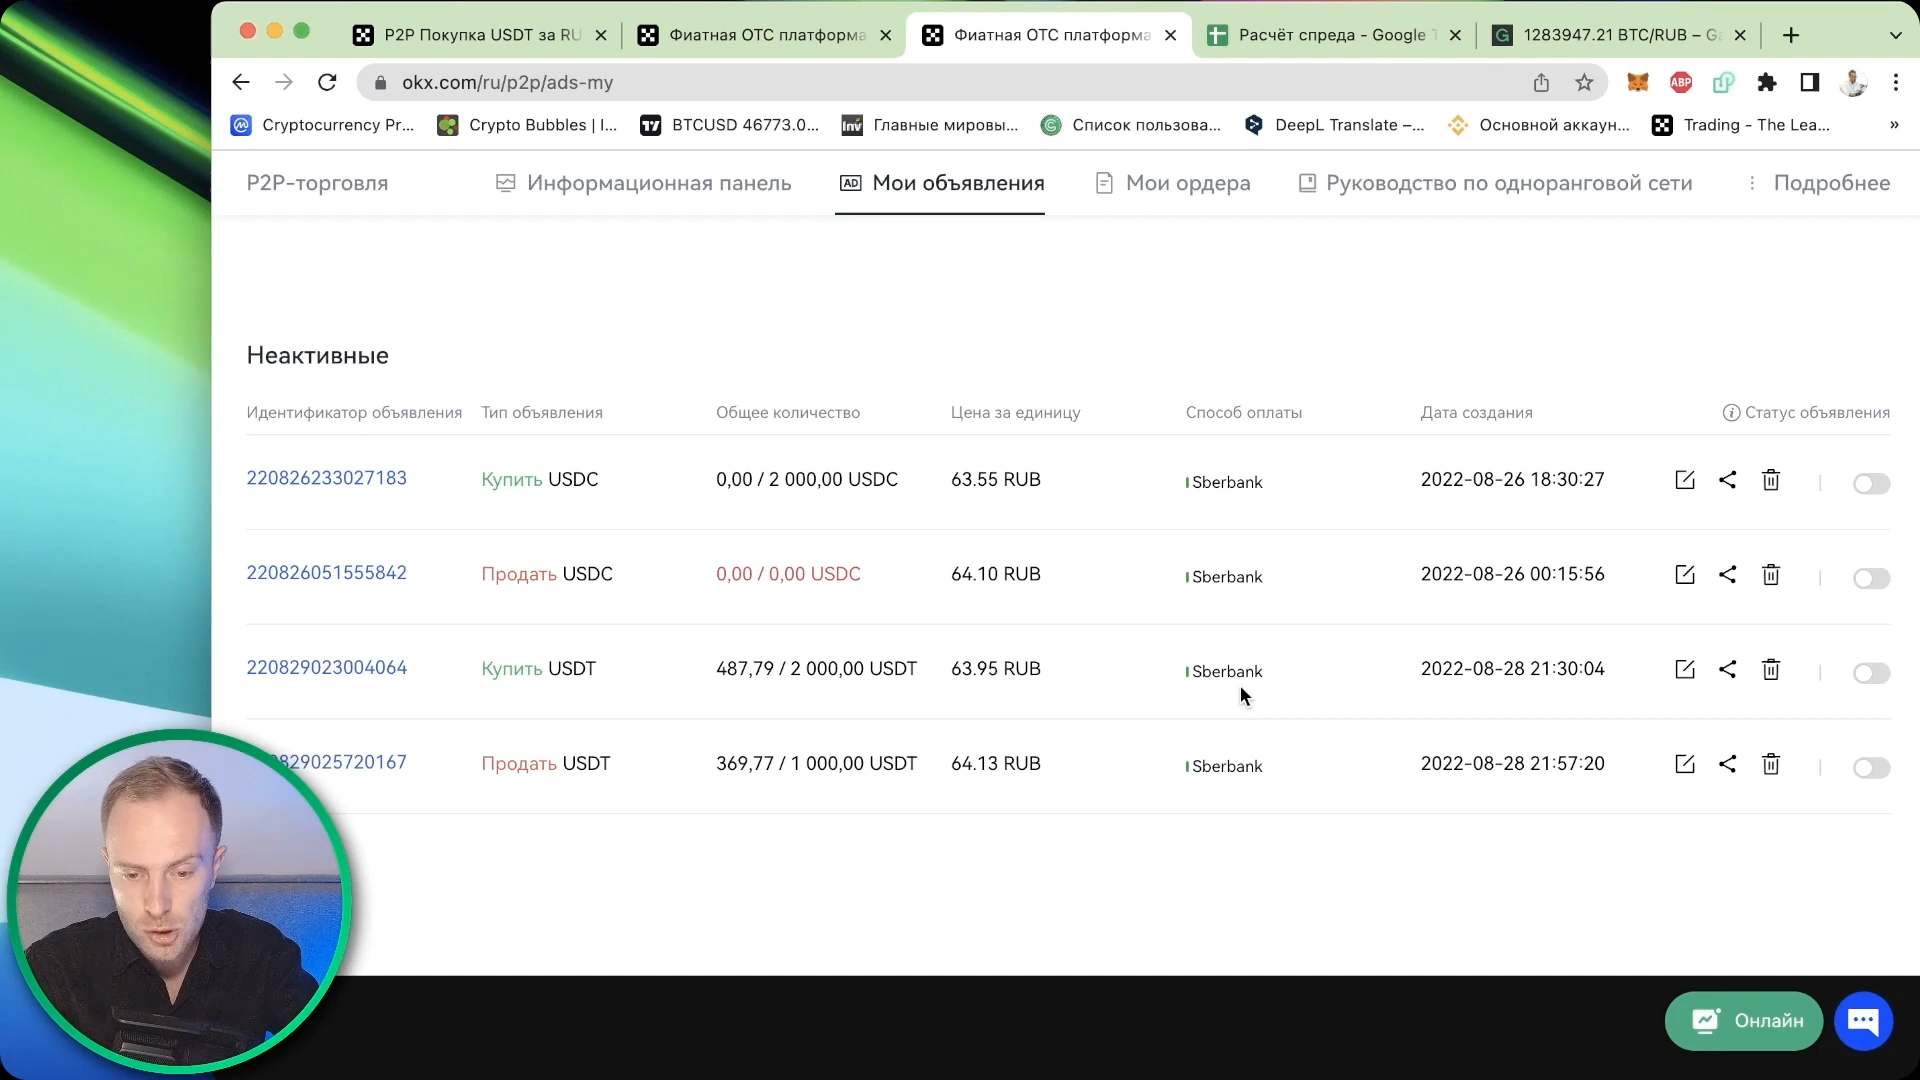 P2P Покупка USDT за RU
Фиатная OTC платформа
Фиатная OTC платформа
Расчёт спреда - Google T
1283947.21 BTC/RUB – Ga
okx.com/ru/p2p/ads-my
ABP
Cryptocurrency Pr...
Crypto Bubbles | I...
BTCUSD 46773.0...
Inv
Главные мировы...
Список пользова...
DeepL Translate –...
Основной аккаун...
Trading - The Lea...
»
P2P-торговля
Информационная панель
AD Мои объявления
Мои ордера
Руководство по одноранговой сети
Подробнее
Неактивные
Идентификатор объявления Тип объявления Общее количество Цена за единицу Способ оплаты Дата создания Статус объявления
220826233027183 Купить USDC 0,00 / 2 000,00 USDC 63.55 RUB Sberbank 2022-08-26 18:30:27
220826051555842 Продать USDC 0,00 / 0,00 USDC 64.10 RUB Sberbank 2022-08-26 00:15:56
220829023004064 Купить USDT 487,79 / 2 000,00 USDT 63.95 RUB Sberbank 2022-08-28 21:30:04
829025720167 Продать USDT 369,77 / 1 000,00 USDT 64.13 RUB Sberbank 2022-08-28 21:57:20
Онлайн